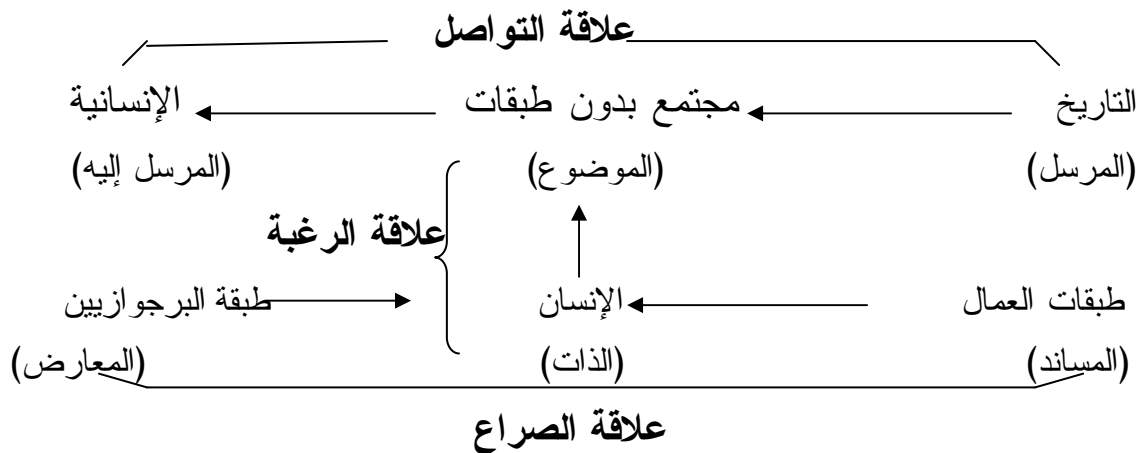 علاقة التواصل
التاريخ مجتمع بدون طبقات الإنسانية
(المرسل) (الموضوع) (المرسل إليه)
علاقة الرغبة
طبقات العمال الإنسان طبقة البرجوازيين
(المساند) (الذات) (المعارض)
علاقة الصراع